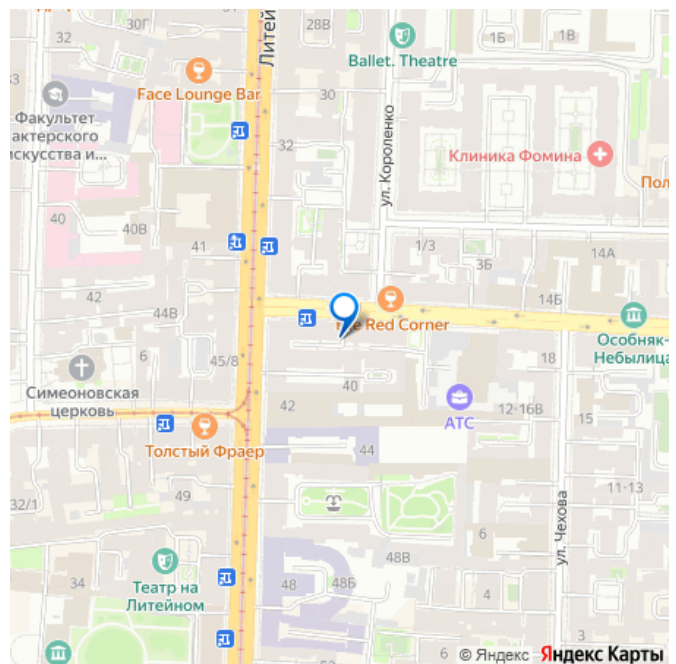 32
30Г
31
33
Литей
28В
Ballet. Theatre
1Б
1В
Face Lounge Bar
30
Факультет
актерского
искусства и...
32
ул. Короленко
Клиника Фомина
Пол
40
40В
41
1/3
3Б
14А
42
44В
14Б
The Red Corner
Особняк-
Небылица
6
45/8
40
18
Симеоновская
церковь
42
АТС
12-16В
15
Толстый Фраер
44
32/1
49
11-13
6
ул. Чехова
48В
Театр на
Литейном
34
48
48Б
4
3
6
© Яндекс
Яндекс Карты